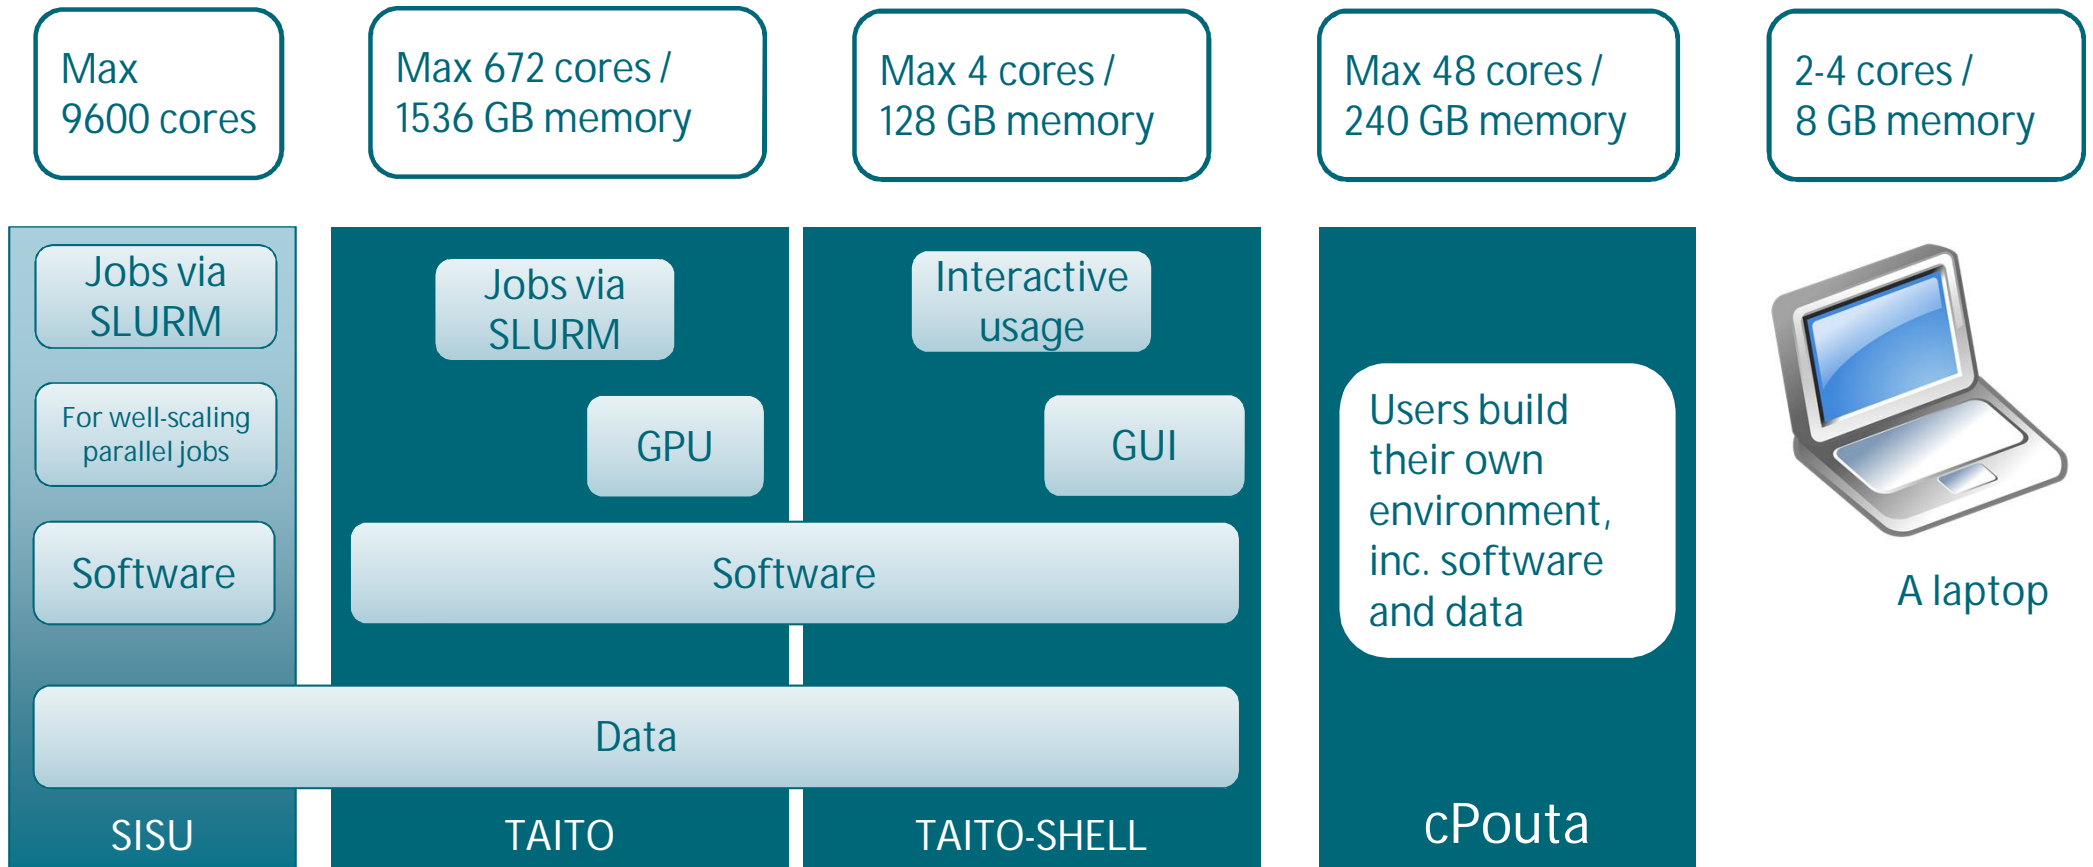 Max
9600 cores
Max 672 cores /
1536 GB memory
Max 4 cores /
128 GB memory
Max 48 cores /
240 GB memory
2-4 cores /
8 GB memory
Jobs via
SLURM
For well-scaling
parallel jobs
Software
Jobs via
SLURM
GPU
Interactive
usage
GUI
Software
Data
Users build
their own
environment,
inc. software
and data
A laptop
SISU
TAITO
TAITO-SHELL
cPouta